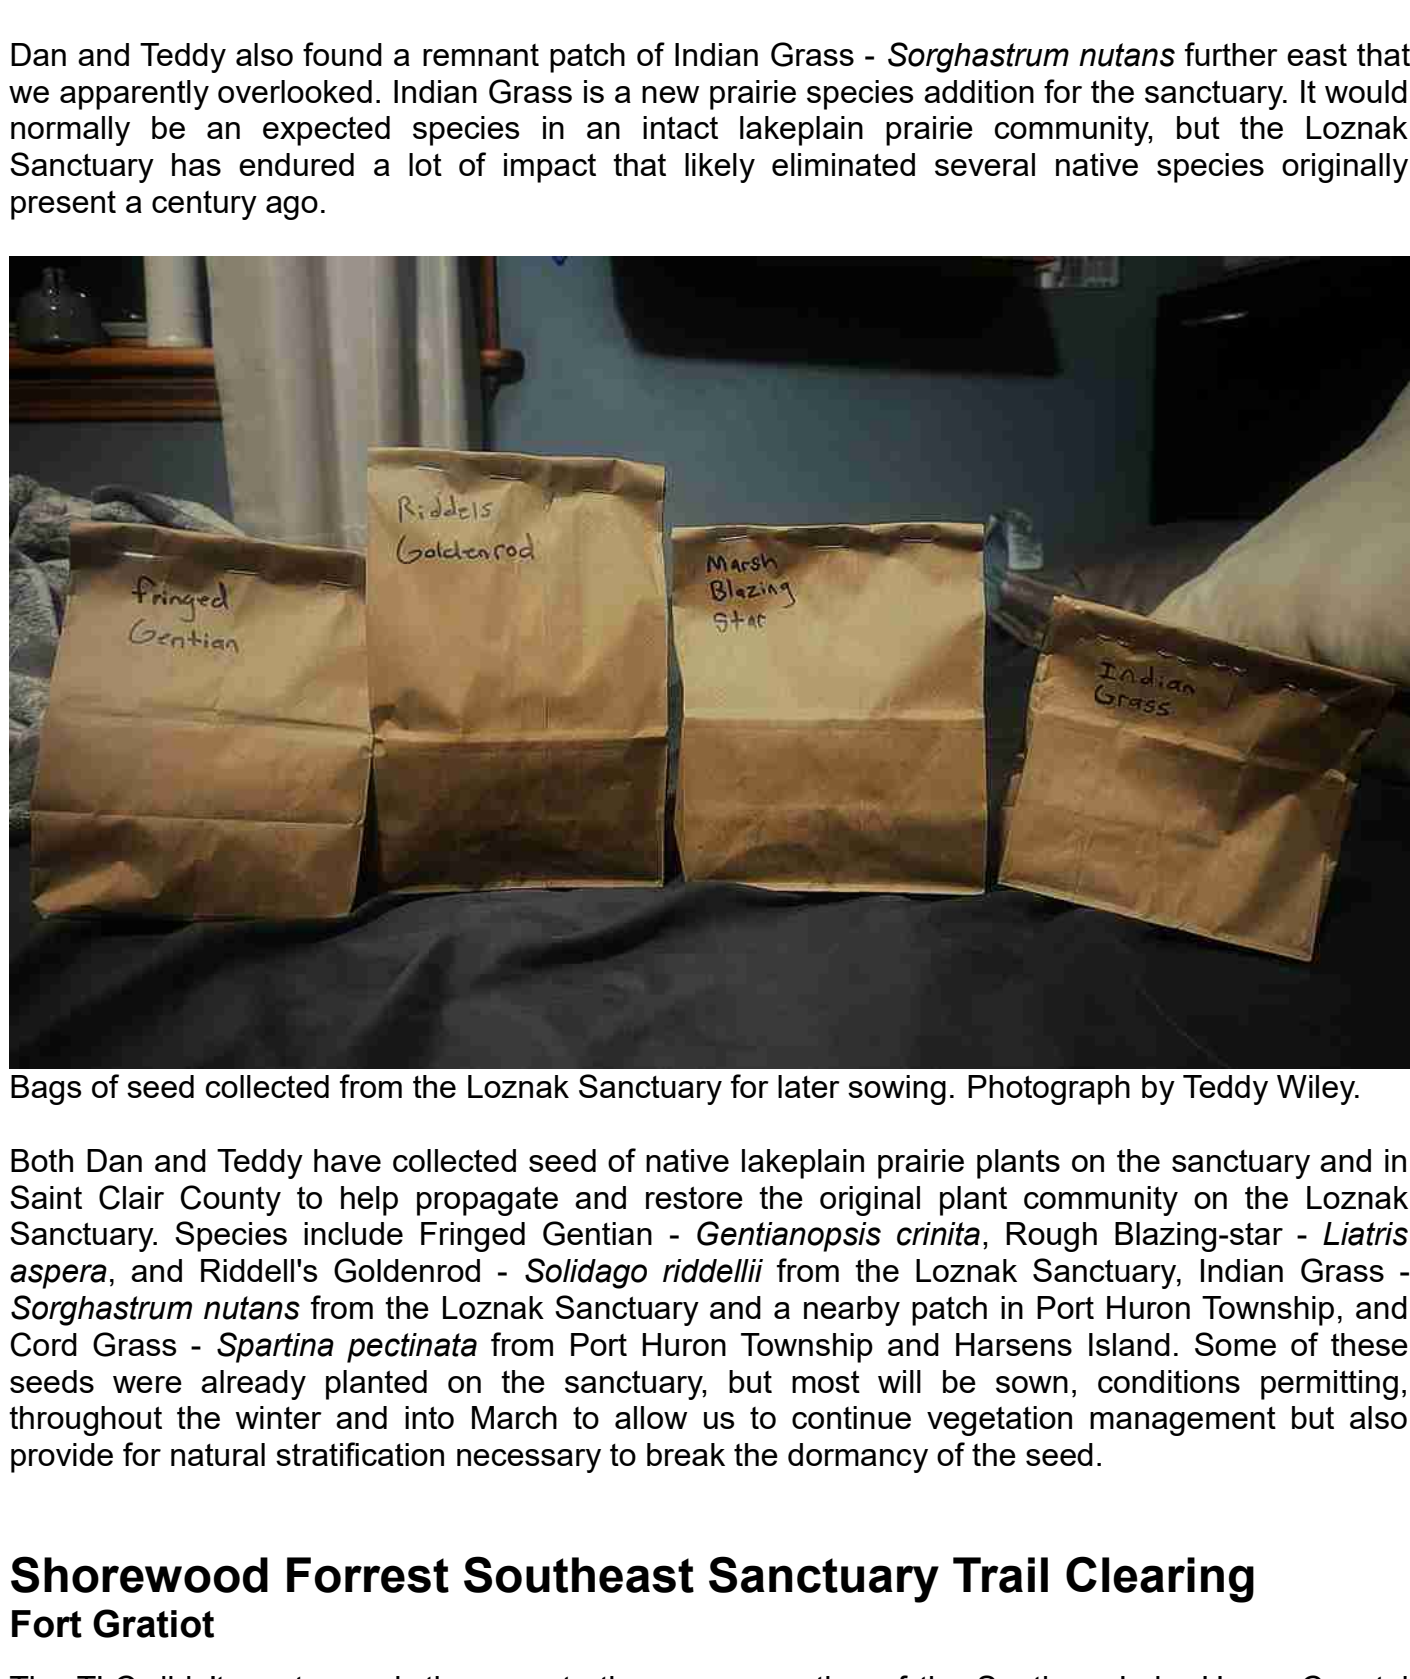 Dan and Teddy also found a remnant patch of Indian Grass - Sorghastrum nutans further east that
we apparently overlooked. Indian Grass is a new prairie species addition for the sanctuary. It would
normally be an expected species in an intact lakeplain prairie community, but the Loznak
Sanctuary has endured a lot of impact that likely eliminated several native species originally
present a century ago.
Fringed
Gentian
Riddels
Goldenrod
Marsh
Blazing
Star
Indian
Grass
Bags of seed collected from the Loznak Sanctuary for later sowing. Photograph by Teddy Wiley.
Both Dan and Teddy have collected seed of native lakeplain prairie plants on the sanctuary and in
Saint Clair County to help propagate and restore the original plant community on the Loznak
Sanctuary. Species include Fringed Gentian - Gentianopsis crinita, Rough Blazing-star - Liatris
aspera, and Riddell's Goldenrod - Solidago riddellii from the Loznak Sanctuary, Indian Grass -
Sorghastrum nutans from the Loznak Sanctuary and a nearby patch in Port Huron Township, and
Cord Grass - Spartina pectinata from Port Huron Township and Harsens Island. Some of these
seeds were already planted on the sanctuary, but most will be sown, conditions permitting,
throughout the winter and into March to allow us to continue vegetation management but also
provide for natural stratification necessary to break the dormancy of the seed.
Shorewood Forrest Southeast Sanctuary Trail Clearing
Fort Gratiot